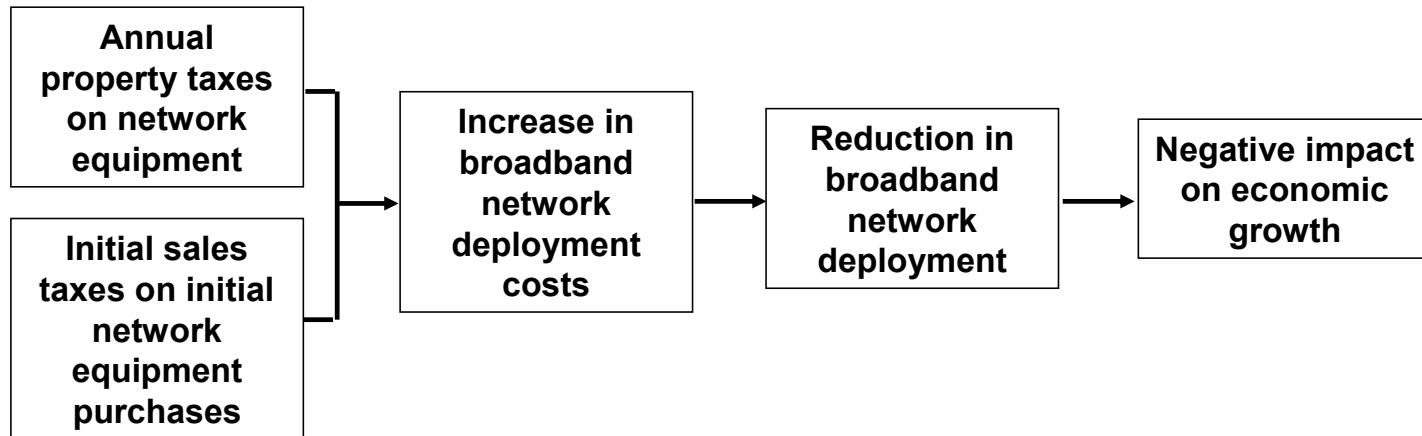 Annual
property taxes
on network
equipment
Initial sales
taxes on initial
network
equipment
purchases
Increase in
broadband
network
deployment
costs
Reduction in
broadband
network
deployment
Negative impact
on economic
growth